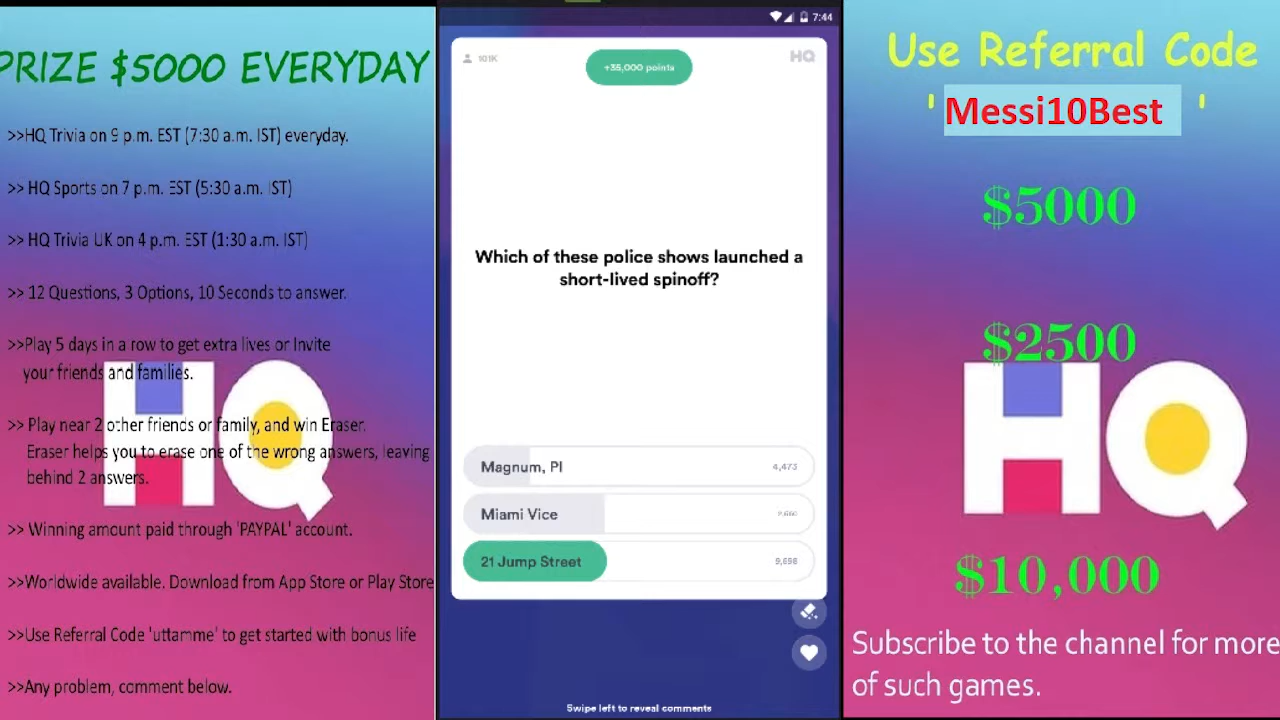 PRIZE $5000 EVERYDAY
>>HQ Trivia on 9 p.m. EST (7:30 a.m. IST) everyday.
>> HQ Sports on 7 p.m. EST (5:30 a.m. IST)
>> HQ Trivia UK on 4 p.m. EST (1:30 a.m. IST)
>> 12 Questions, 3 Options, 10 Seconds to answer.
>>Play 5 days in a row to get extra lives or Invite
your friends and families.
>> Play near 2 other friends or family, and win Eraser.
Eraser helps you to erase one of the wrong answers, leaving
behind 2 answers.
>> Winning amount paid through 'PAYPAL' account.
>>Worldwide available. Download from App Store or Play Store
>>Use Referral Code 'uttamme' to get started with bonus life
>>Any problem, comment below.
HQ
7:44
101K
+35,000 points
HQ
Which of these police shows launched a
short-lived spinoff?
Magnum, PI 4,473
Miami Vice
21 Jump Street 9,698
Swipe left to reveal comments
Use Referral Code
' Messi10Best '
$5000
$2500
HQ
$10,000
Subscribe to the channel for more
of such games.